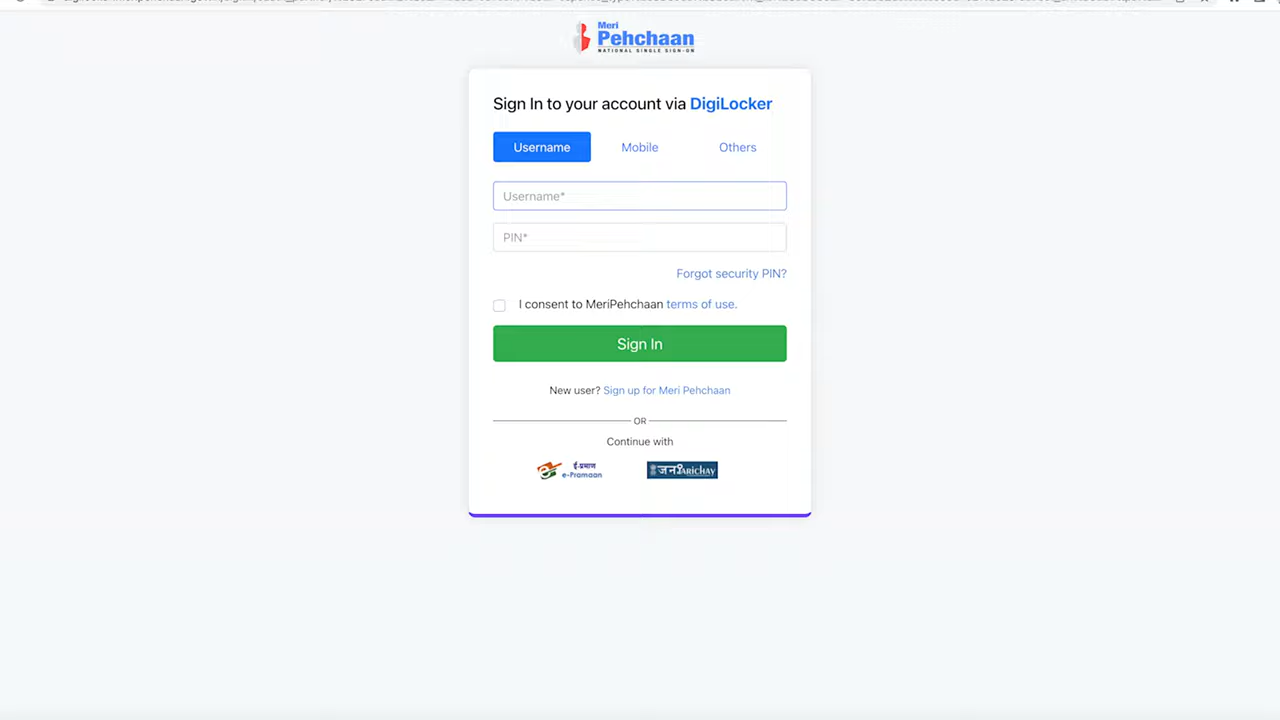 Meri
Pehchaan
NATIONAL SINGLE SIGN-ON
Sign In to your account via DigiLocker
Username Mobile Others
Username*
PIN*
Forgot security PIN?
I consent to MeriPehchaan terms of use.
Sign In
New user? Sign up for Meri Pehchaan
OR
Continue with
ई-प्रमाण
e-Pramaan
जन Parichay